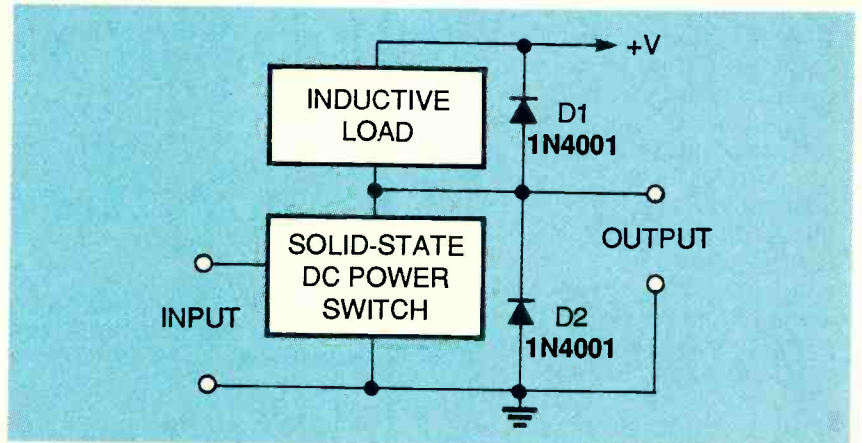 +V
INDUCTIVE
LOAD
D1
1N4001
SOLID-STATE
DC POWER
SWITCH
INPUT
OUTPUT
D2
1N4001